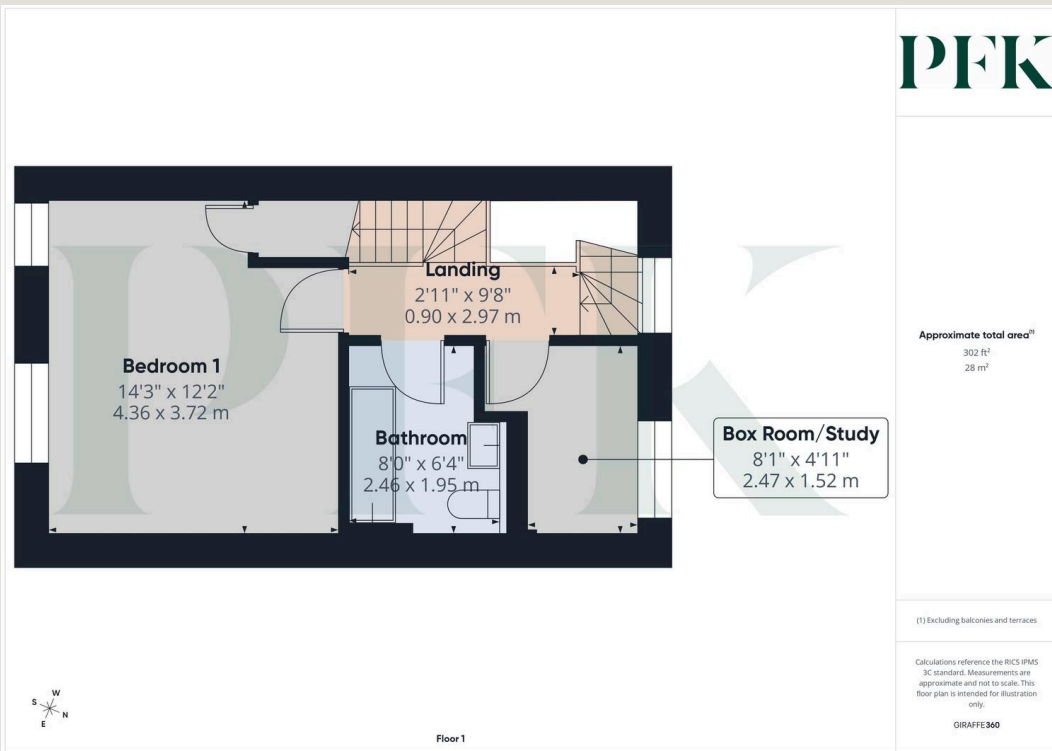 PFK
Landing
2'11" x 9'8"
0.90 x 2.97 m
Bedroom 1
14'3" x 12'2"
4.36 x 3.72 m
Bathroom
8'0" x 6'4"
2.46 x 1.95 m
Box Room/Study
8'1" x 4'11"
2.47 x 1.52 m
PFK
Approximate total area(1)
302 ft²
28 m²
(1) Excluding balconies and terraces
Calculations reference the RICS IPMS
3C standard. Measurements are
approximate and not to scale. This
floor plan is intended for illustration
only.
GIRAFFE360
W
S
N
E
Floor 1